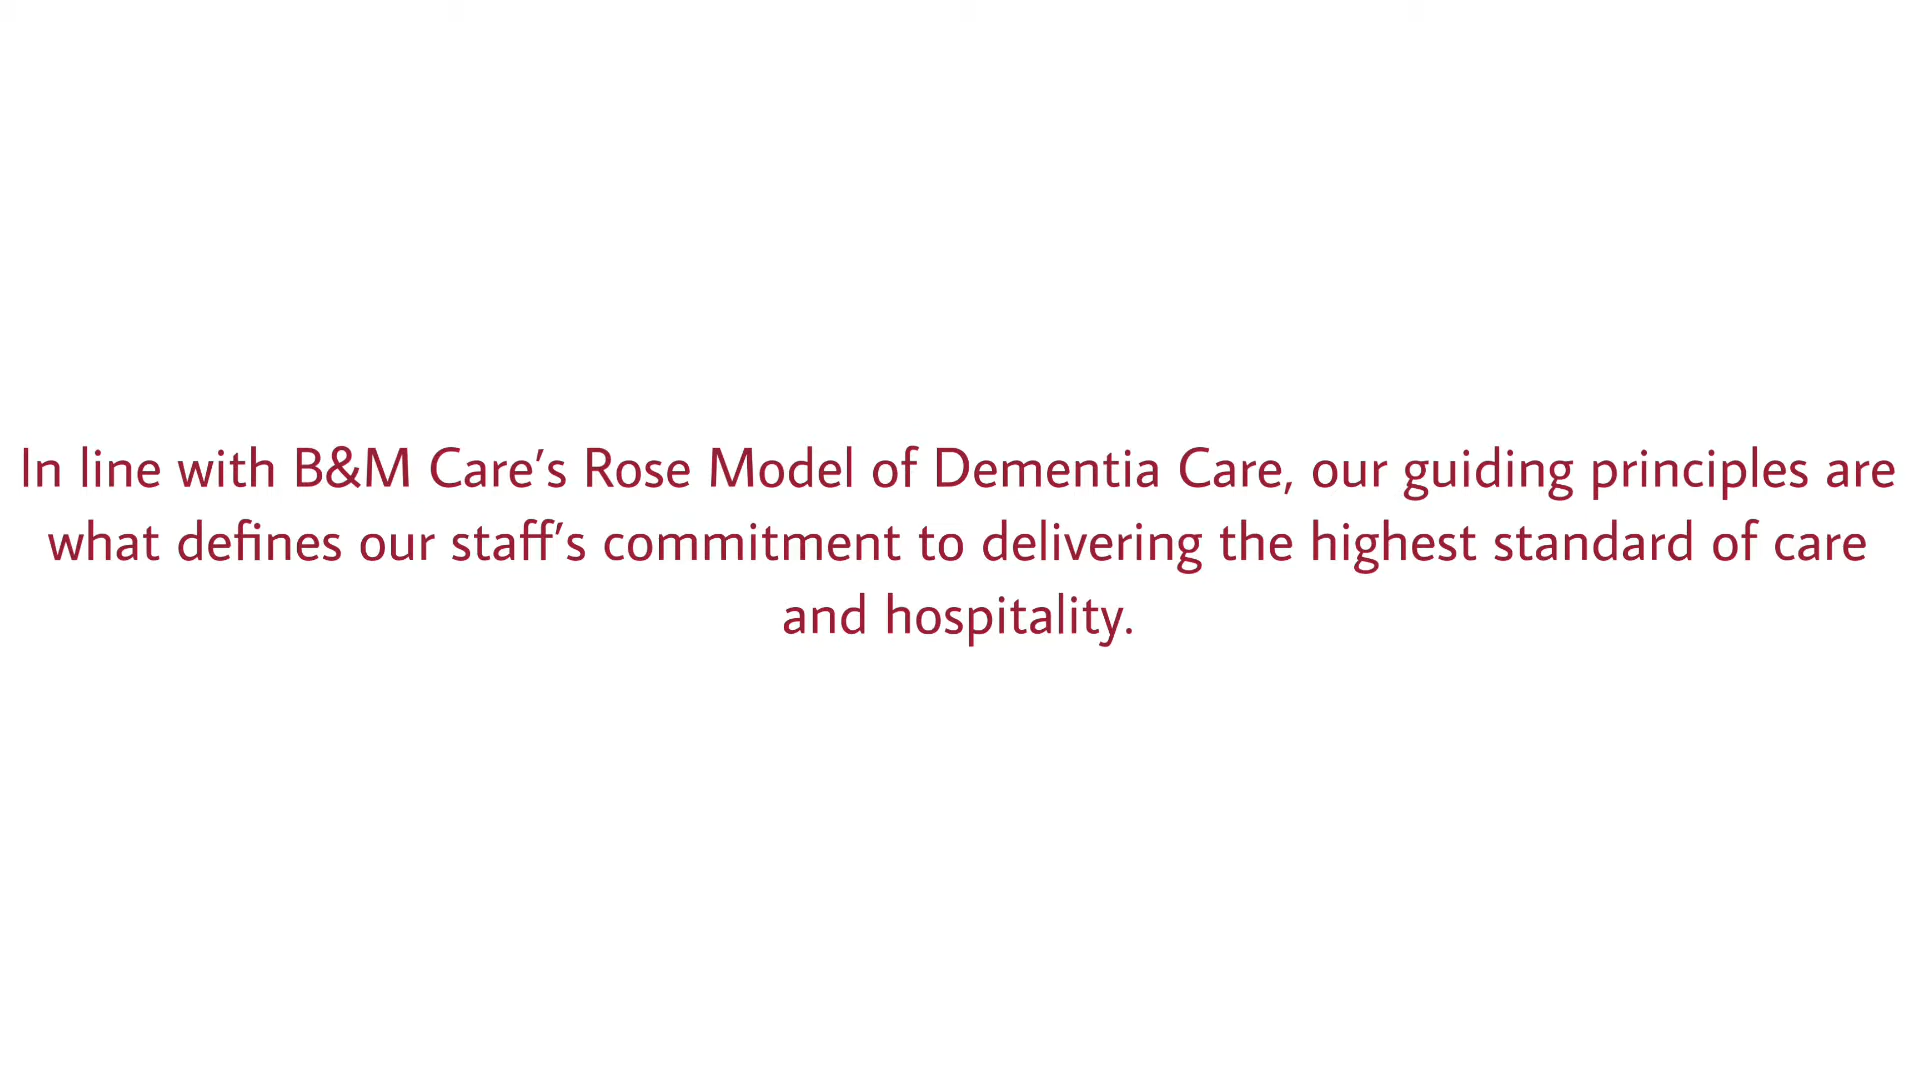 In line with B&M Care’s Rose Model of Dementia Care, our guiding principles are
what defines our staff’s commitment to delivering the highest standard of care
and hospitality.